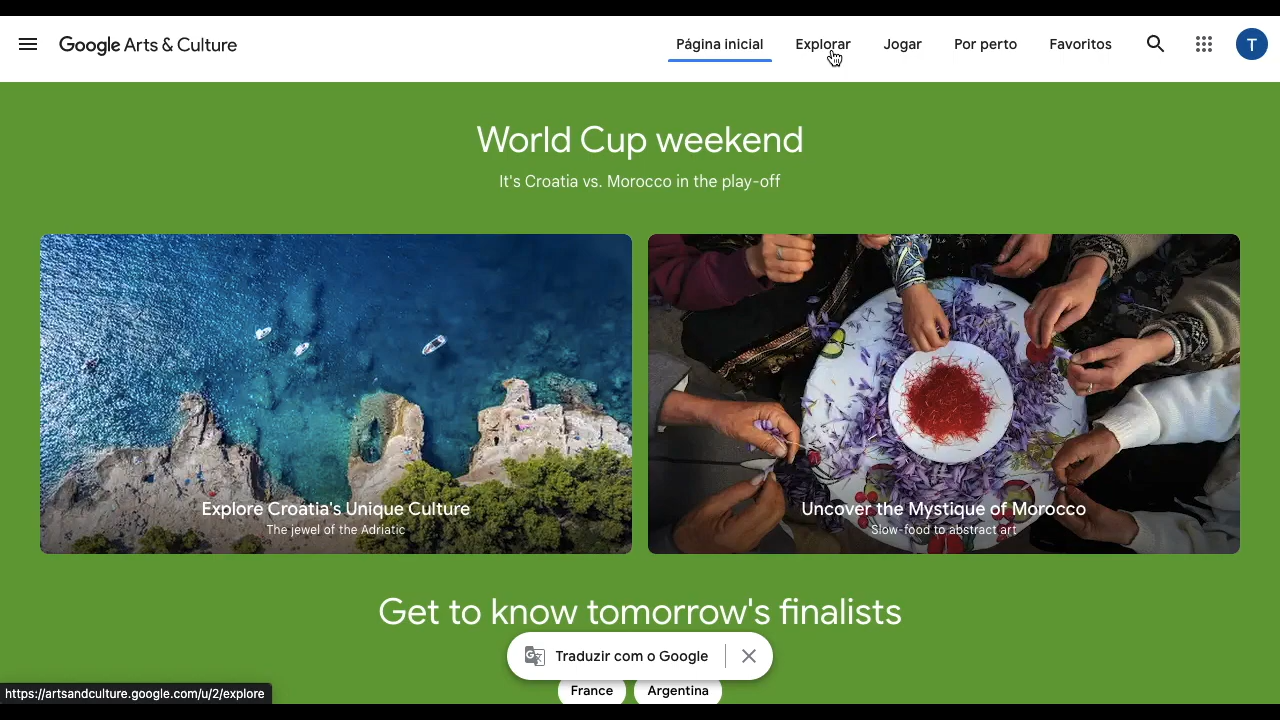 Google Arts & Culture
Página inicial
Explorar
Jogar
Por perto
Favoritos
T
World Cup weekend
It's Croatia vs. Morocco in the play-off
Explore Croatia's Unique Culture
The jewel of the Adriatic
Uncover the Mystique of Morocco
Slow-food to abstract art
Get to know tomorrow's finalists
Traduzir com o Google
France
Argentina
https://artsandculture.google.com/u/2/explore